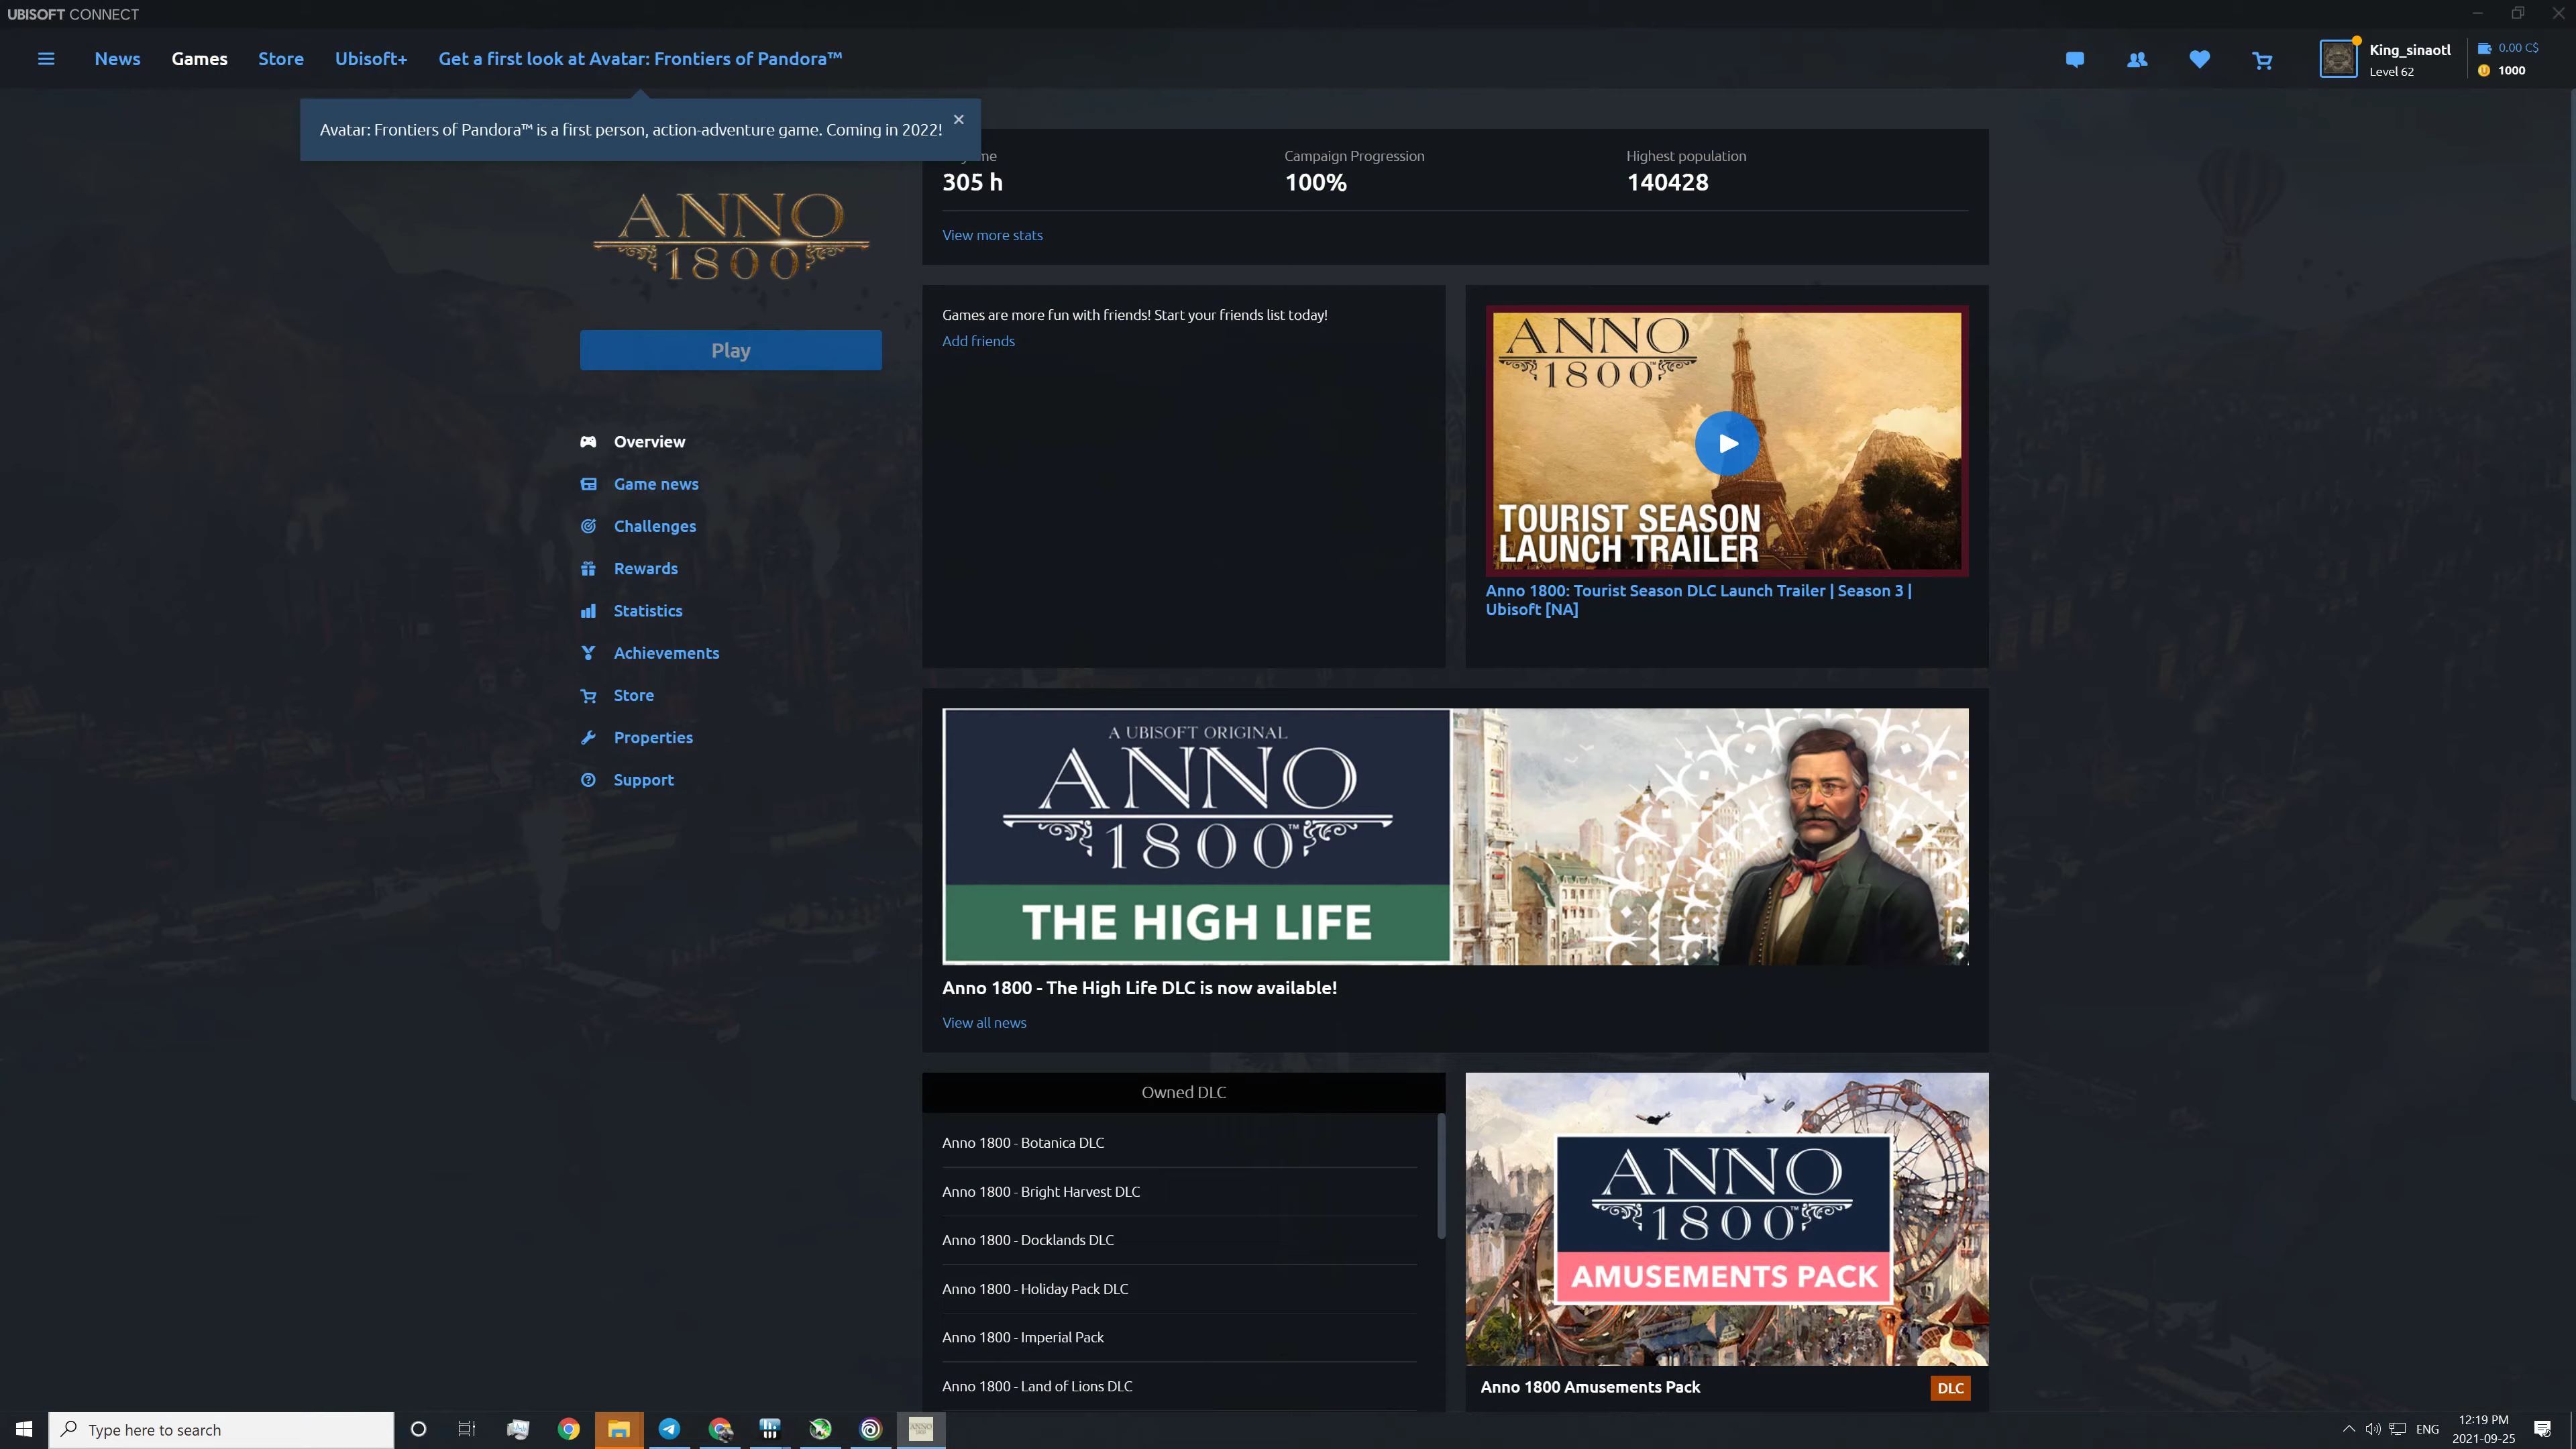 UBISOFT CONNECT
News Games Store Ubisoft+ Get a first look at Avatar: Frontiers of Pandora™
King_sinaotl
Level 62
0.00 C$
1000
Avatar: Frontiers of Pandora™ is a first person, action-adventure game. Coming in 2022!
305 h
Campaign Progression
100%
Highest population
140428
View more stats
ANNO
1800
Play
Overview
Game news
Challenges
Rewards
Statistics
Achievements
Store
Properties
Support
Games are more fun with friends! Start your friends list today!
Add friends
ANNO
1800™
TOURIST SEASON
LAUNCH TRAILER
Anno 1800: Tourist Season DLC Launch Trailer | Season 3 |
Ubisoft [NA]
A UBISOFT ORIGINAL
ANNO
1800™
THE HIGH LIFE
Anno 1800 - The High Life DLC is now available!
View all news
Owned DLC
Anno 1800 - Botanica DLC
Anno 1800 - Bright Harvest DLC
Anno 1800 - Docklands DLC
Anno 1800 - Holiday Pack DLC
Anno 1800 - Imperial Pack
Anno 1800 - Land of Lions DLC
ANNO
1800™
AMUSEMENTS PACK
Anno 1800 Amusements Pack
DLC
Type here to search
ENG
12:19 PM
2021-09-25